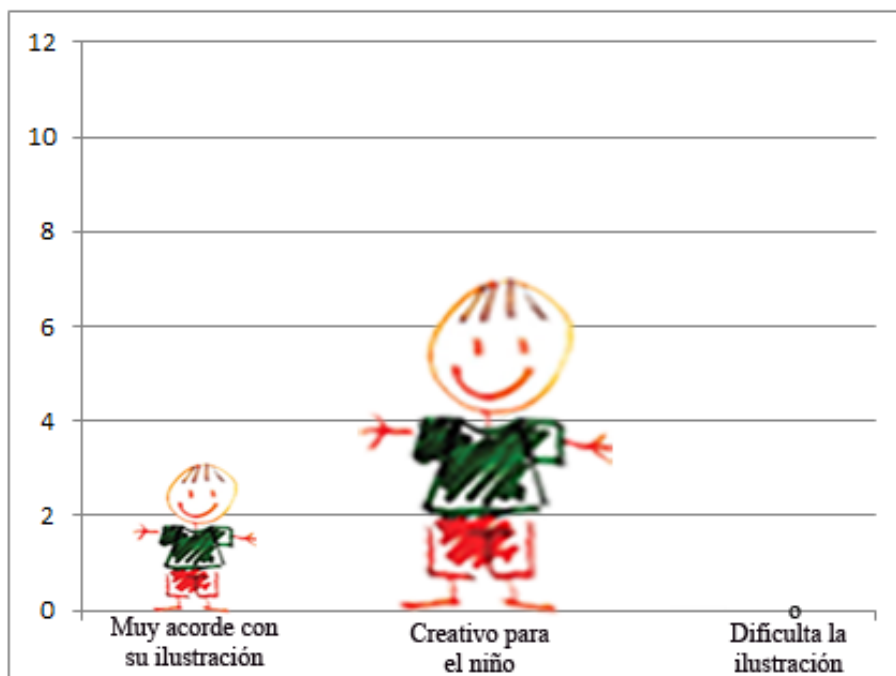 12
10
8
6
4
2
0
Muy acorde con
su ilustración
Creativo para
el niño
o
Dificulta la
ilustración